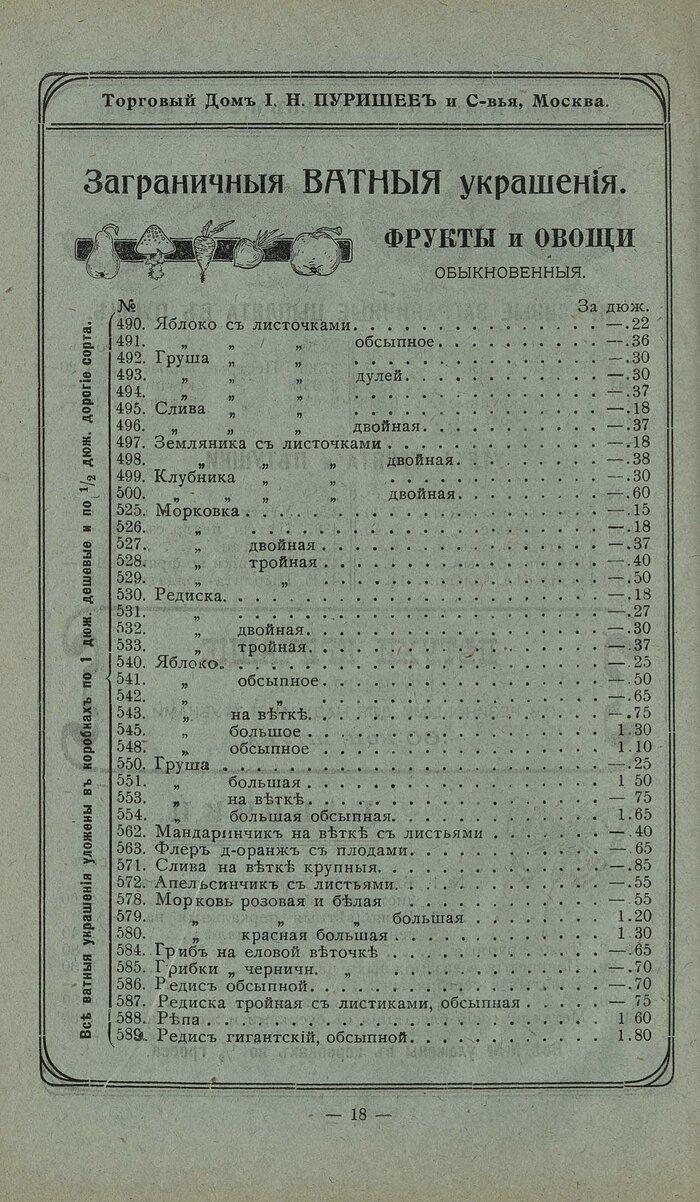 Торговый Домъ І. Н. ПУРИШЕЕВЪ и С-вья, Москва.
Заграничныя ВАТНЫЯ украшенія.
ФРУКТЫ и ОВОЩИ
ОБЫКНОВЕННЫЯ.
Всѣ ватныя украшенія уложены въ коробкахъ по 1 дюж. дешевые и по 1/2 дюж. дорогіе сорта.
№ За дюж.
490. Яблоко съ листочками. — .22
491. „ „ „ обсыпное. —.36
492. Груша „ „ —.30
493. „ „ „ дулей. —.30
494. „ „ „ —.37
495. Слива „ „ —.18
496. „ „ „ двойная. —.37
497. Земляника съ листочками —.18
498. „ „ „ двойная. —.38
499. Клубника „ „ —.30
500. „ „ „ двойная. —.60
525. Морковка —.15
526. „ —.18
527. „ двойная —.37
528. „ тройная —. 40
529. „ „ —.50
530. Редиска. —.18
531. „ —.27
532. „ двойная. —.30
533. „ тройная. —.37
540. Яблоко. —.25
541. „ обсыпное. —.50
542. „ „ —.65
543. „ на вѣткѣ. —.75
545. „ большое 1.30
548. „ обсыпное 1.10
550. Груша —.25
551. „ большая 1 50
553. „ на вѣткѣ. — 75
554. „ большая обсыпная. 1.65
562. Мандаринчикъ на вѣткѣ съ листьями —.40
563. Флеръ д-оранжъ съ плодами. —.65
571. Слива на вѣткѣ крупныя. —.85
572. Апельсинчикъ съ листьями. —.55
578. Морковь розовая и бѣлая — 55
579. „ „ „ большая 1.20
580. „ красная большая 1 30
584. Грибъ на еловой вѣточкѣ —.65
585. Грибки „ черничн. „ —.70
586. Редисъ обсыпной. —.70
587. Редиска тройная съ листиками, обсыпная — 75
588. Рѣпа 1 60
589. Редисъ гигантскій, обсыпной. 1.80
— 18 —